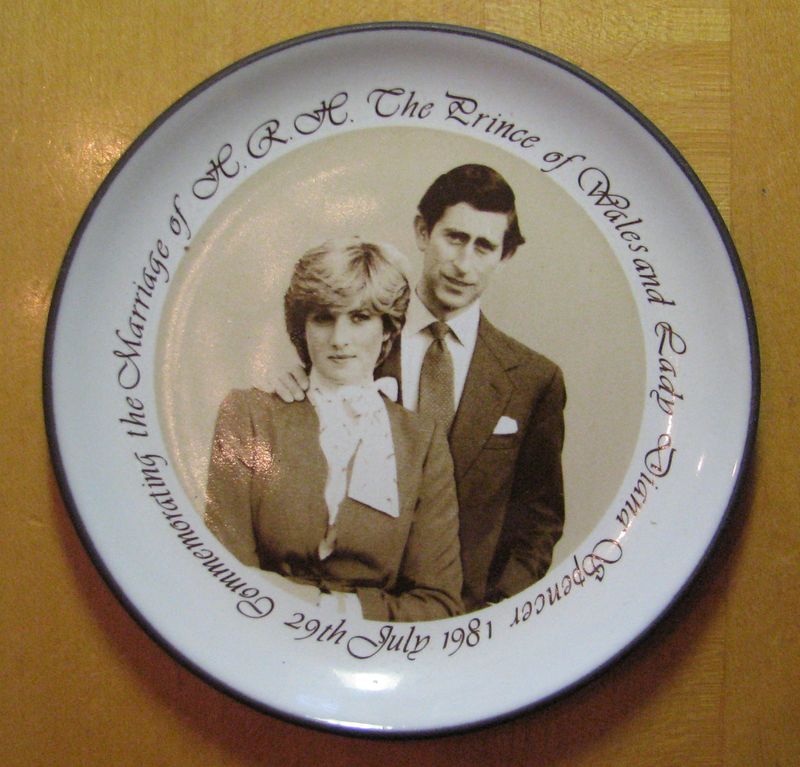 Commemorating the Marriage of H.R.H. The Prince of Wales and Lady Diana Spencer 29th July 1981